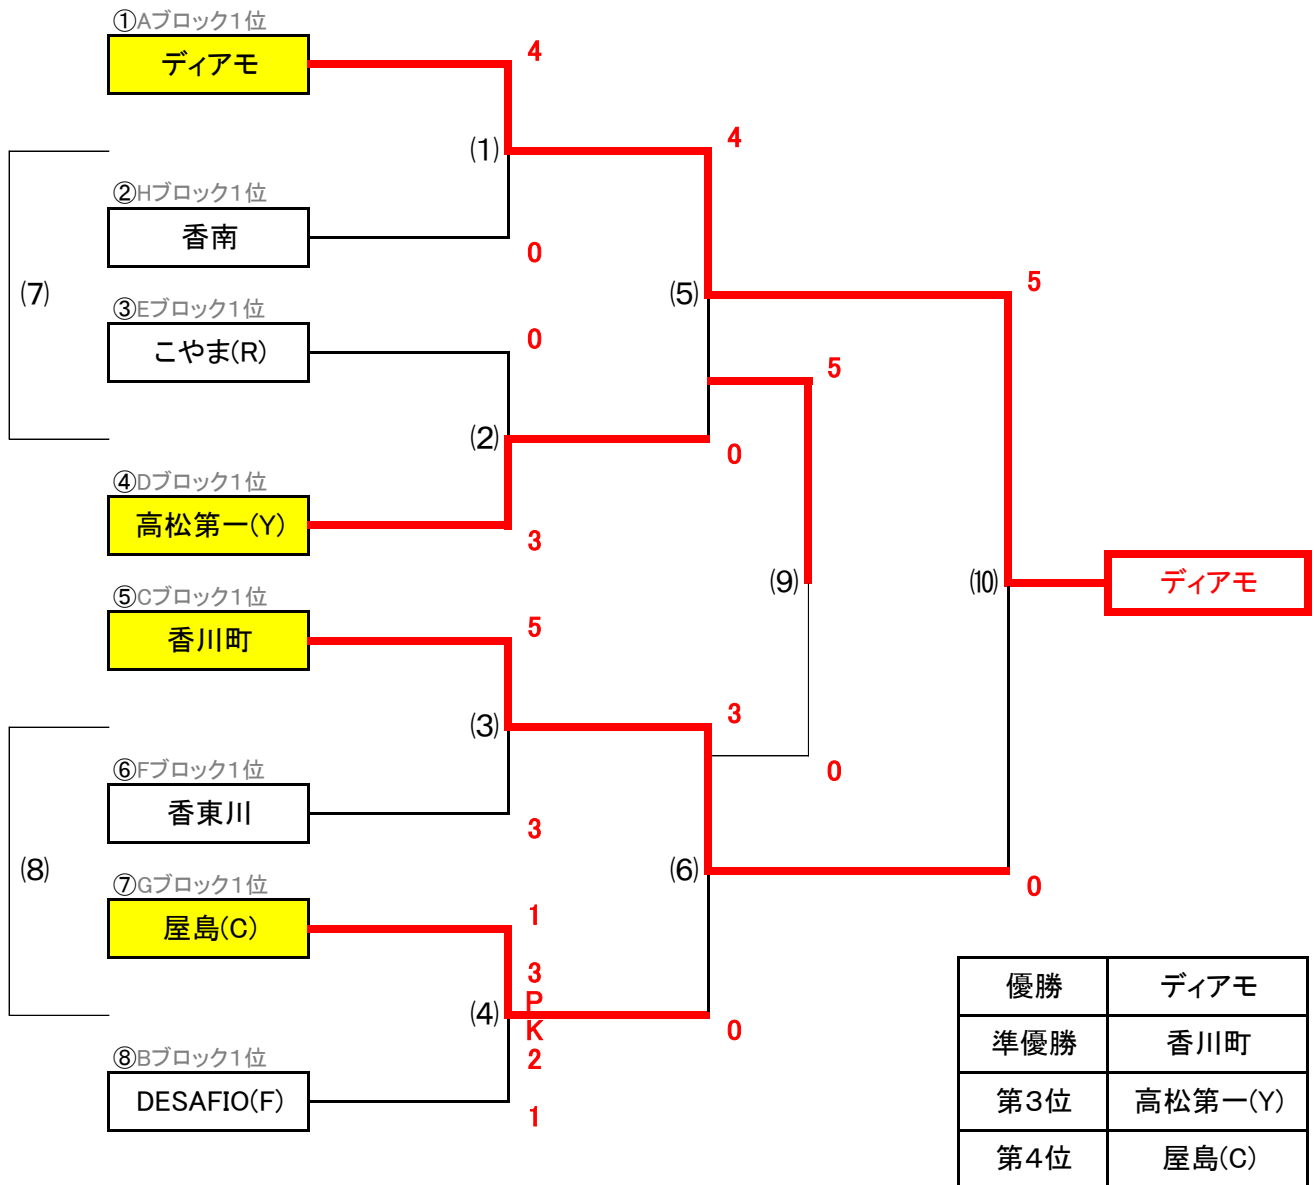 ①Aブロック1位
ディアモ
4
(1)
4
②Hブロック1位
香南
0
(7)
(5)
5
③Eブロック1位
こやま(R)
0
5
(2)
0
④Dブロック1位
高松第一(Y)
3
(9)
(10)
ディアモ
⑤Cブロック1位
香川町
5
(3)
3
⑥Fブロック1位
香東川
0
3
(8)
(6)
0
⑦Gブロック1位
屋島(C)
1
3
P
K
2
(4)
0
⑧Bブロック1位
DESAFIO(F)
1
優勝 ディアモ
準優勝 香川町
第3位 高松第一(Y)
第4位 屋島(C)